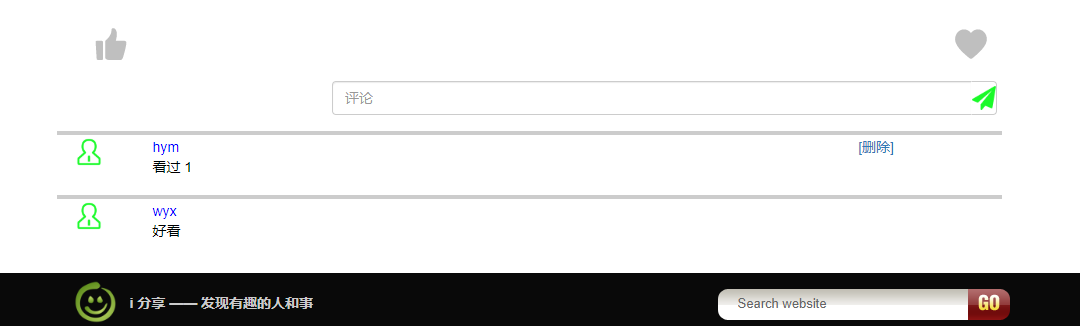 评论
hym
[删除]
看过 1
wyx
好看
i 分享 —— 发现有趣的人和事
Search website
GO